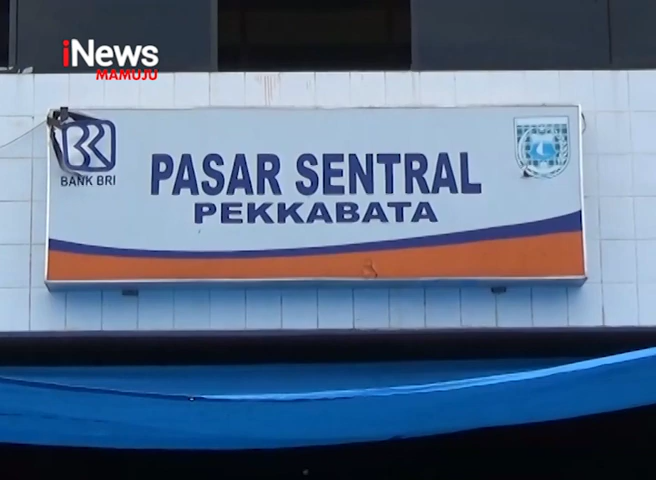 iNews
MAMUJU
BANK BRI
PASAR SENTRAL
PEKKABATA